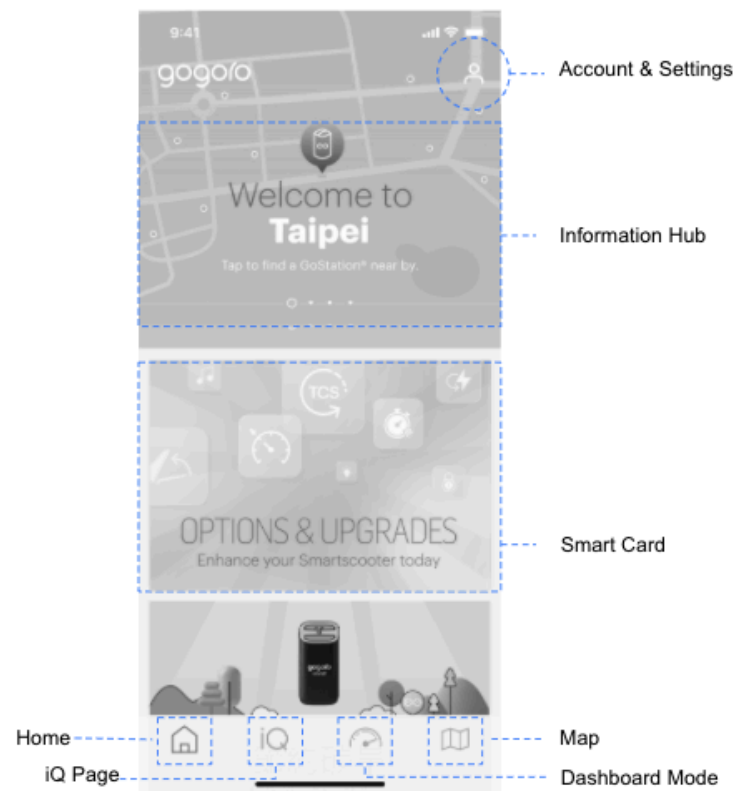 9:41
gogoro
Account & Settings
Welcome to
Taipei
Tap to find a GoStation® near by.
Information Hub
TCS
OPTIONS & UPGRADES
Enhance your Smartscooter today
Smart Card
gogoro
Home
iQ
Map
iQ Page
Dashboard Mode